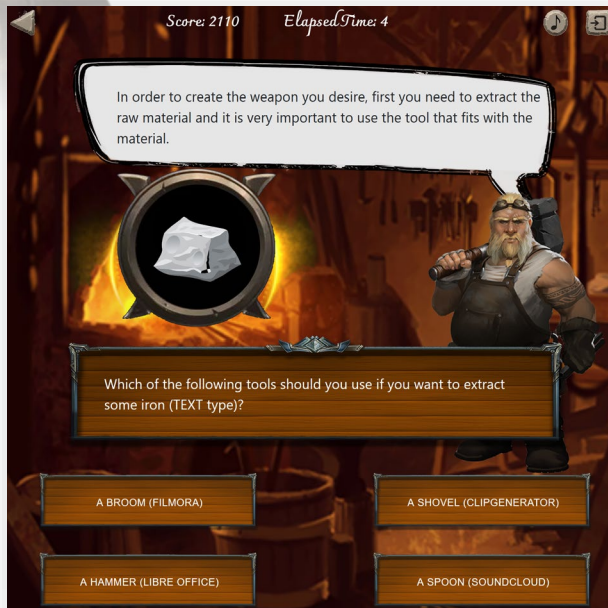 Score: 2110 Elapsed Time: 4
In order to create the weapon you desire, first you need to extract the
raw material and it is very important to use the tool that fits with the
material.
Which of the following tools should you use if you want to extract
some iron (TEXT type)?
A BROOM (FILMORA)
A SHOVEL (CLIPGENERATOR)
A HAMMER (LIBRE OFFICE)
A SPOON (SOUNDCLOUD)